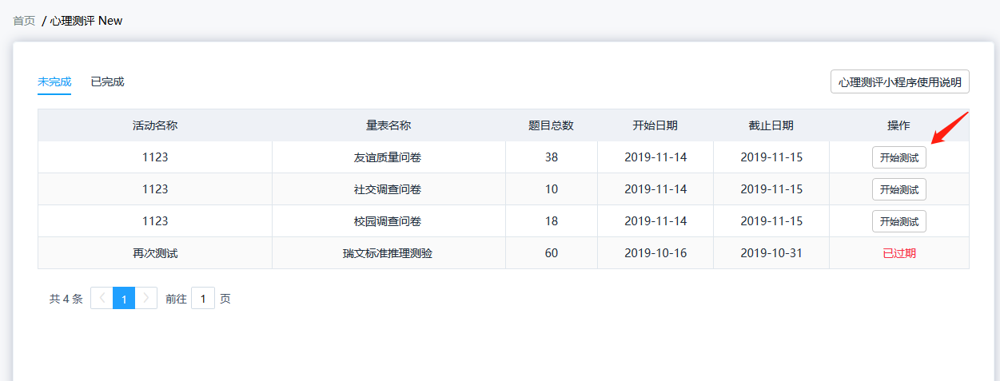 首页 / 心理测评 New
未完成 已完成 心理测评小程序使用说明
活动名称 量表名称 题目总数 开始日期 截止日期 操作
1123 友谊质量问卷 38 2019-11-14 2019-11-15 开始测试
1123 社交调查问卷 10 2019-11-14 2019-11-15 开始测试
1123 校园调查问卷 18 2019-11-14 2019-11-15 开始测试
再次测试 瑞文标准推理测验 60 2019-10-16 2019-10-31 已过期
共 4 条 1 前往 1 页